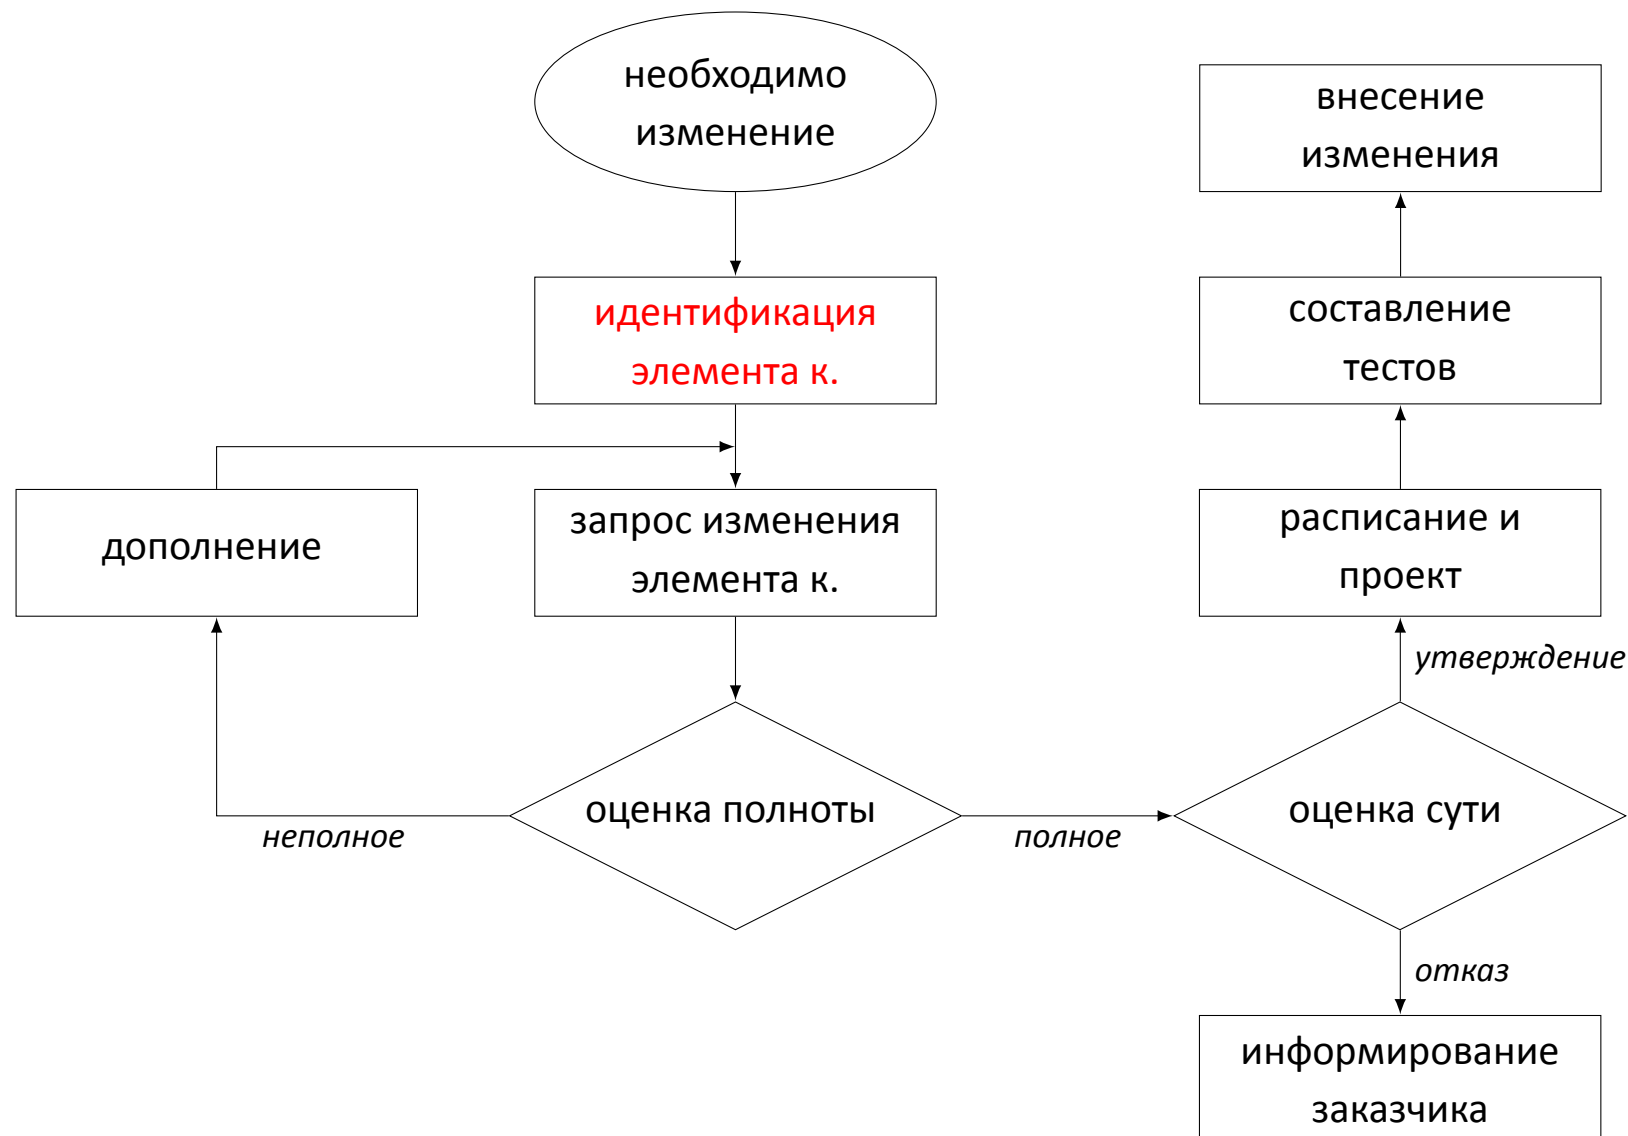 необходимо
изменение
идентификация
элемента к.
дополнение
запрос изменения
элемента к.
оценка полноты
неполное
полное
оценка сути
утверждение
расписание и
проект
составление
тестов
внесение
изменения
отказ
информирование
заказчика